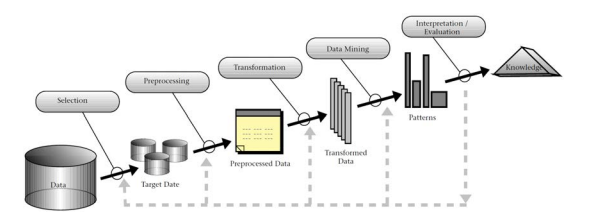 Interpretation /
Evaluation
Data Mining
Transformation
Preprocessing
Selection
Data
Target Date
Preprocessed Data
Transformed
Data
Patterns
Knowledge